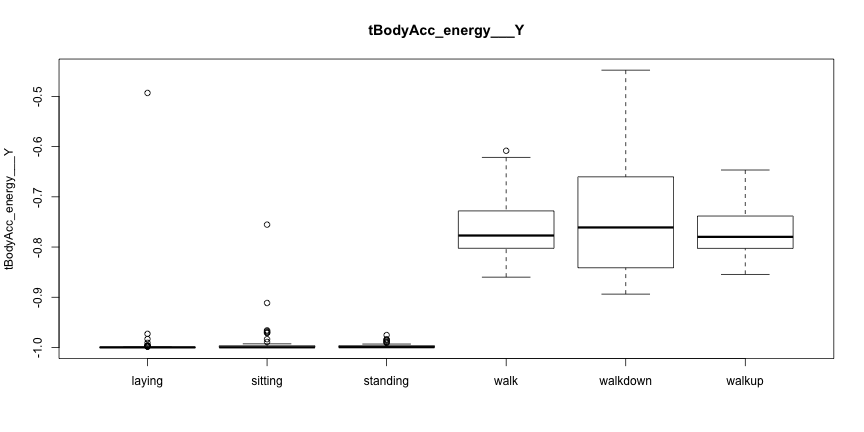 tBodyAcc_energy___Y
tBodyAcc_energy___Y
-0.5
-0.6
-0.7
-0.8
-0.9
-1.0
laying sitting standing walk walkdown walkup